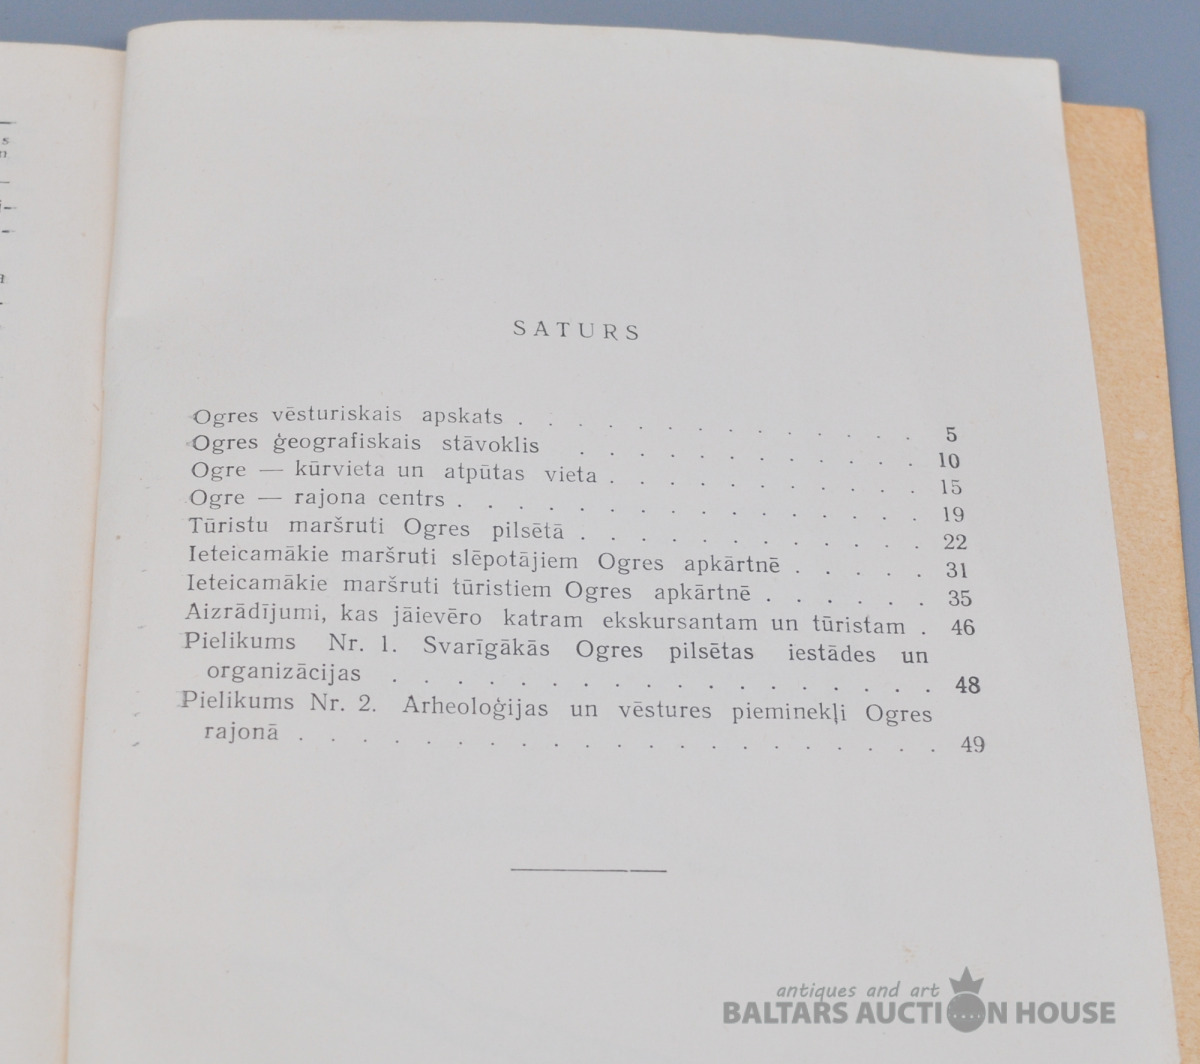 SATURS
Ogres vēsturiskais apskats . . . . . . . . . . . . . . 5
Ogres ģeografiskais stāvoklis . . . . . . . . . . . . 10
Ogre — kūrvieta un atpūtas vieta . . . . . . . . . . . 15
Ogre — rajona centrs . . . . . . . . . . . . . . . . 19
Tūristu maršruti Ogres pilsētā . . . . . . . . . . . . 22
Ieteicamākie maršruti slēpotājiem Ogres apkārtnē . . . . . 31
Ieteicamākie maršruti tūristiem Ogres apkārtnē . . . . . . 35
Aizrādījumi, kas jāievēro katram ekskursantam un tūristam . 46
Pielikums Nr. 1. Svarīgākās Ogres pilsētas iestādes un
organizācijas . . . . . . . . . . . . . . . . . . 48
Pielikums Nr. 2. Arheoloģijas un vēstures pieminekļi Ogres
rajonā . . . . . . . . . . . . . . . . . . . . . 49
antiques and art
BALTARS AUCTION HOUSE